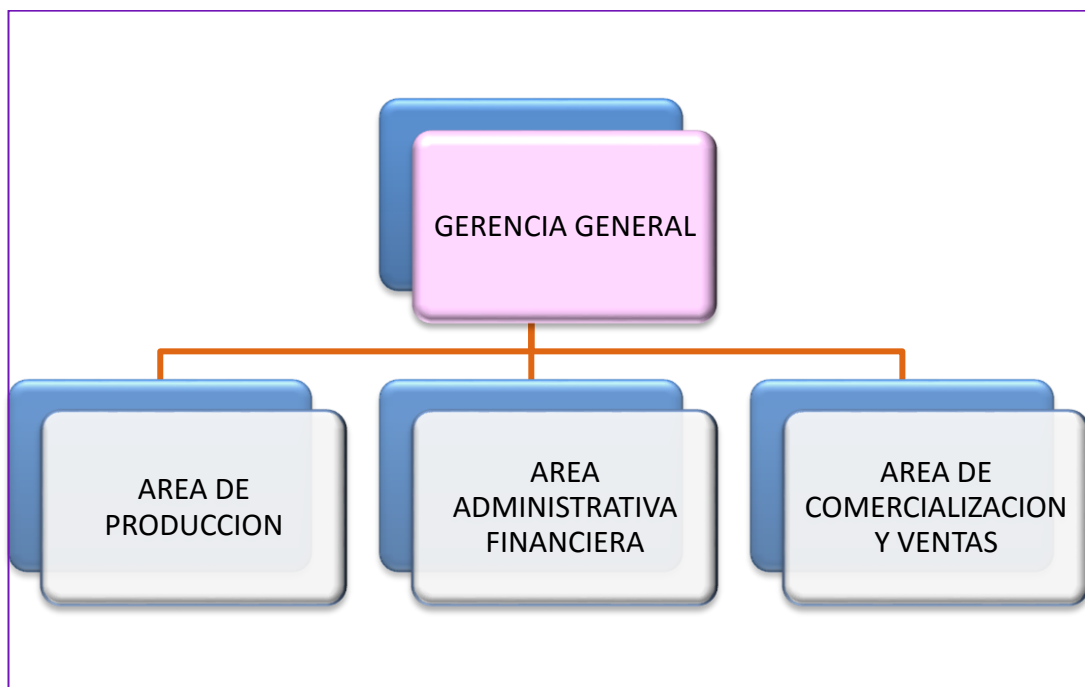 GERENCIA GENERAL
AREA DE
PRODUCCION
AREA
ADMINISTRATIVA
FINANCIERA
AREA DE
COMERCIALIZACION
Y VENTAS